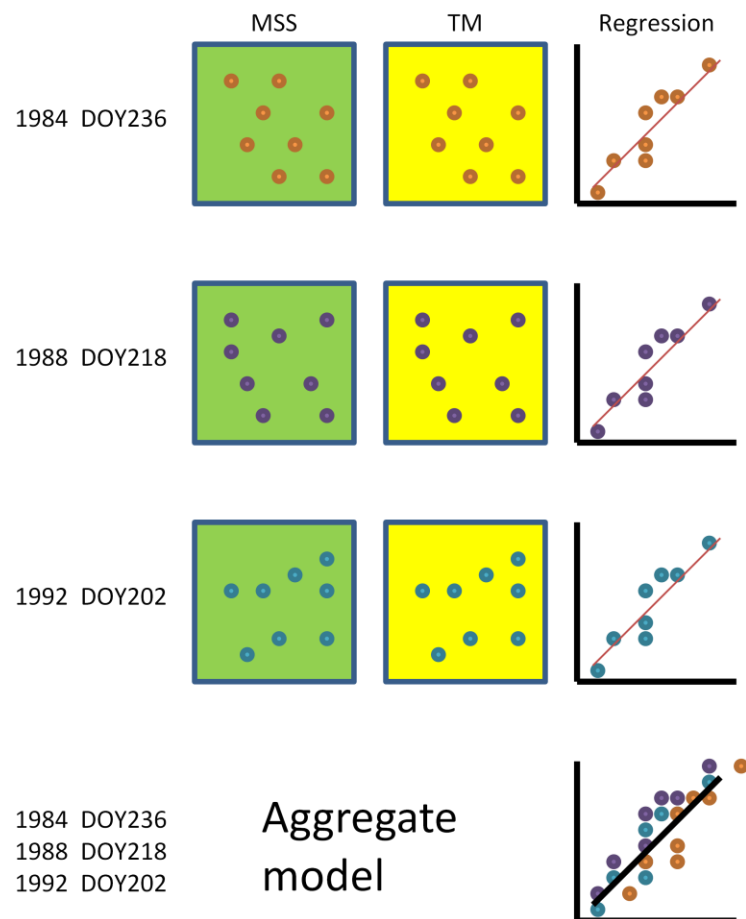 MSS TM Regression
1984 DOY236
1988 DOY218
1992 DOY202
1984 DOY236
1988 DOY218
1992 DOY202
Aggregate
model